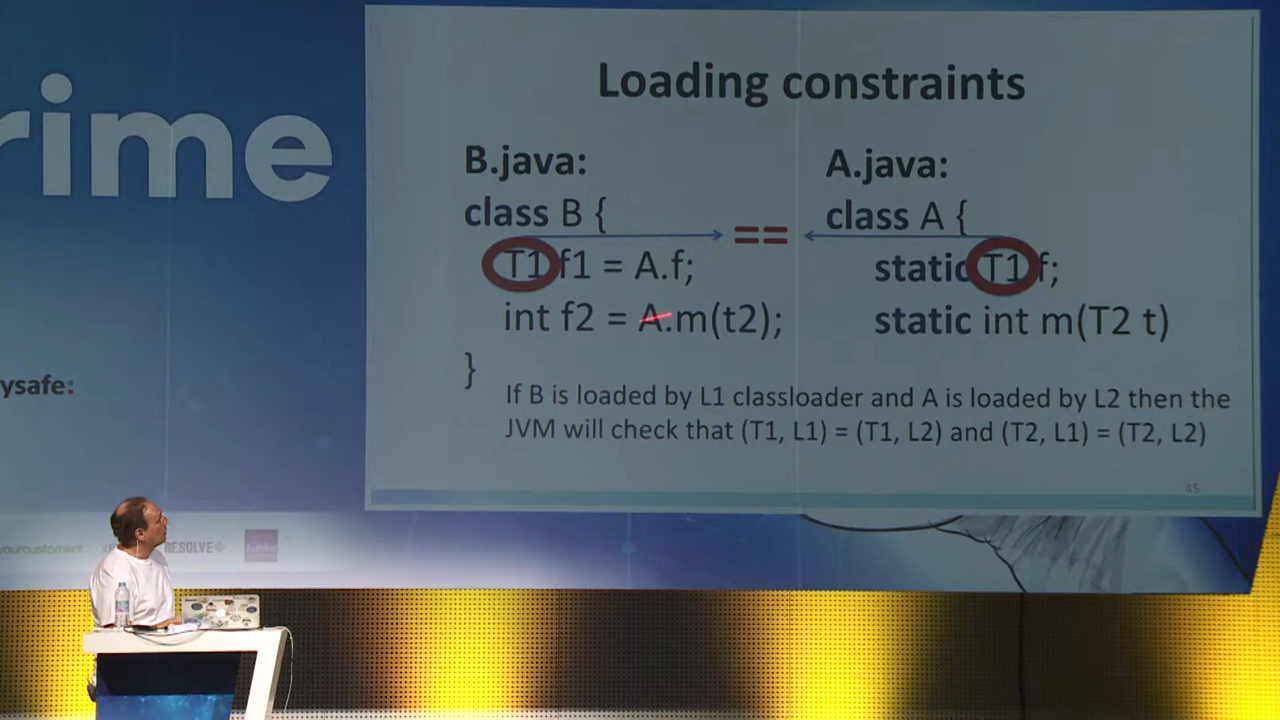 rime
ysafe:
yourcustomers
RESOLVE
Loading constraints
B.java:
class B {
T1 f1 = A.f;
int f2 = A.m(t2);
}
==
A.java:
class A {
static T1 f;
static int m(T2 t)
If B is loaded by L1 classloader and A is loaded by L2 then the
JVM will check that (T1, L1) = (T1, L2) and (T2, L1) = (T2, L2)
45